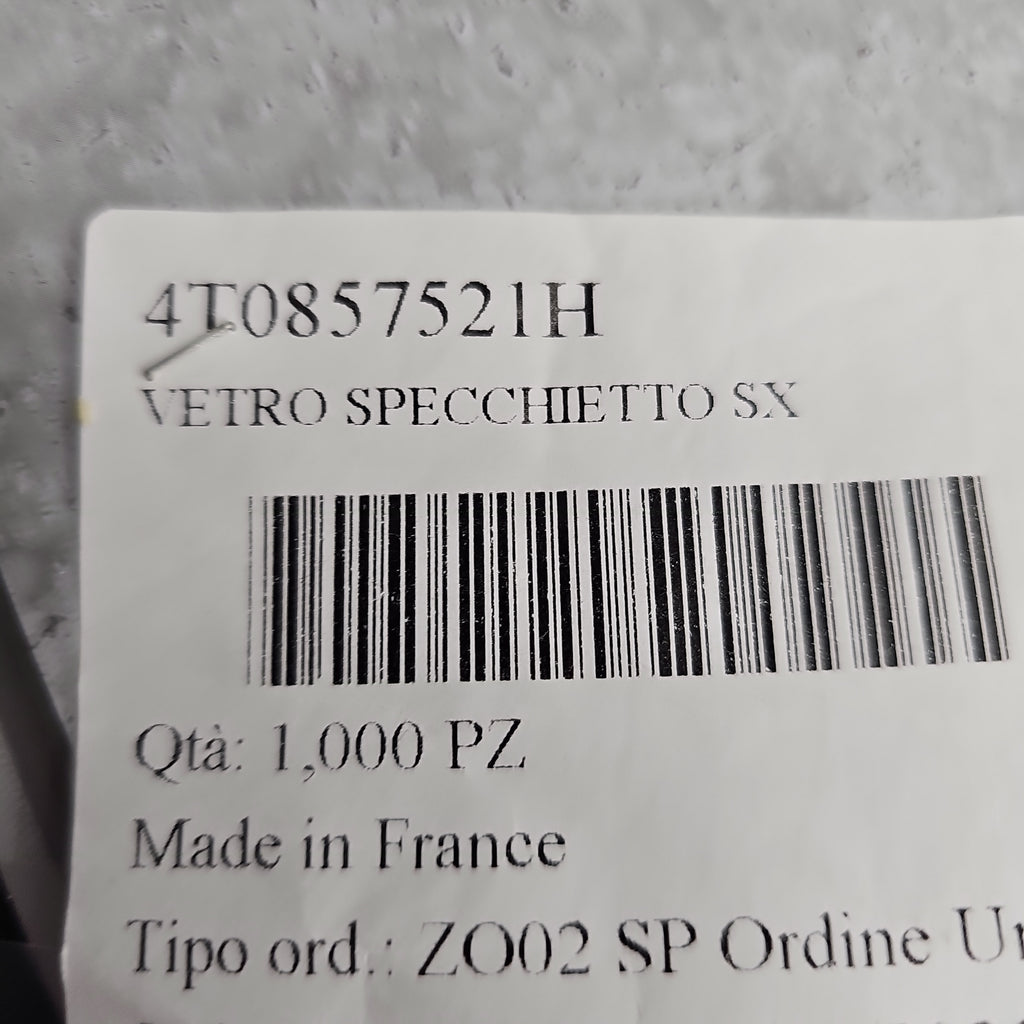 4T0857521H
VETRO SPECCHIETTO SX
Qtà: 1,000 PZ
Made in France
Tipo ord.: ZO02 SP Ordine